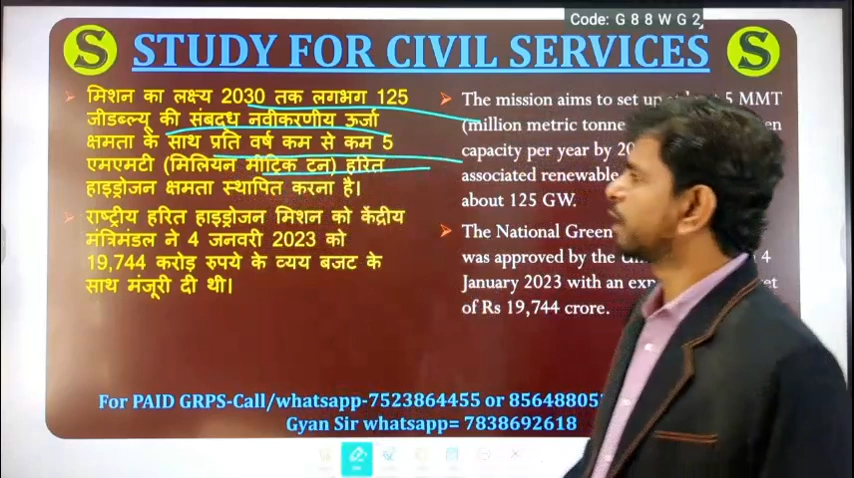 Code: G 8 8 W G 2
S STUDY FOR CIVIL SERVICES S
मिशन का लक्ष्य 2030 तक लगभग 125
जीडब्ल्यू की संबद्ध नवीकरणीय ऊर्जा
क्षमता के साथ प्रति वर्ष कम से कम 5
एमएमटी (मिलियन मीट्रिक टन) हरित
हाइड्रोजन क्षमता स्थापित करना है।
राष्ट्रीय हरित हाइड्रोजन मिशन को केंद्रीय
मंत्रिमंडल ने 4 जनवरी 2023 को
19,744 करोड़ रुपये के व्यय बजट के
साथ मंजूरी दी थी।
The mission aims to set up 5 MMT
(million metric tonne
capacity per year by
associated renewable
about 125 GW.
The National Green
was approved by the 4
January 2023 with an
of Rs 19,744 crore.
For PAID GRPS-Call/whatsapp-7523864455 or
Gyan Sir whatsapp= 7838692618